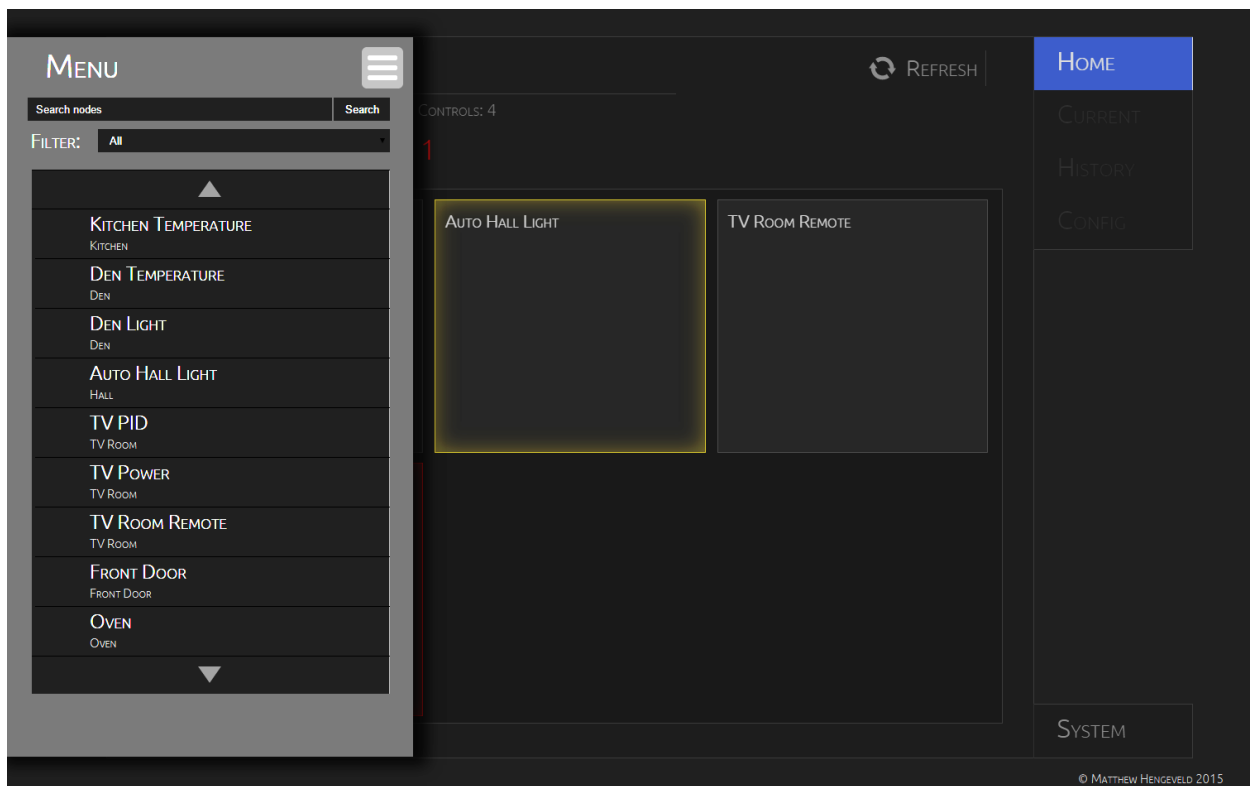 Menu
Search nodes Search
Filter: All
Kitchen Temperature
Kitchen
Den Temperature
Den
Den Light
Den
Auto Hall Light
Hall
TV PID
TV Room
TV Power
TV Room
TV Room Remote
TV Room
Front Door
Front Door
Oven
Oven
Refresh
Controls: 4
1
Auto Hall Light
TV Room Remote
Home
Current
History
Config
System
© Matthew Hengeveld 2015